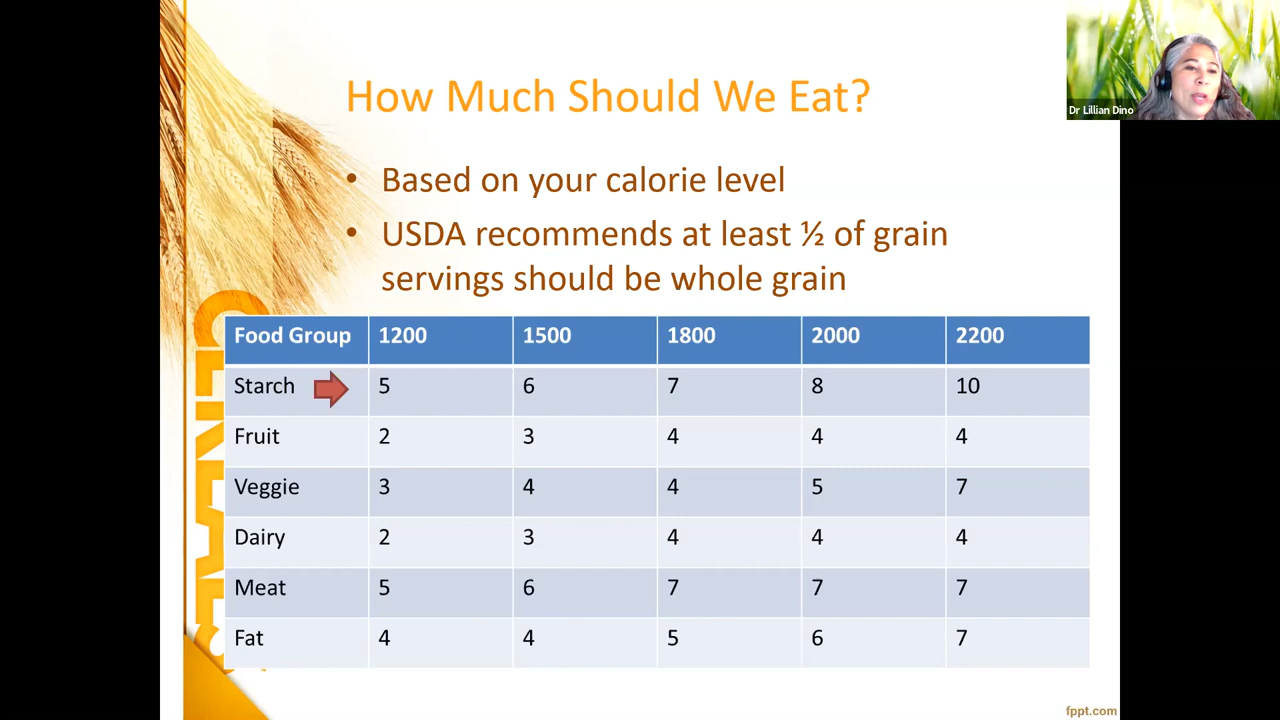 How Much Should We Eat?
Dr Lillian Dino
• Based on your calorie level
• USDA recommends at least ½ of grain
servings should be whole grain
Food Group 1200 1500 1800 2000 2200
Starch 5 6 7 8 10
Fruit 2 3 4 4 4
Veggie 3 4 4 5 7
Dairy 2 3 4 4 4
Meat 5 6 7 7 7
Fat 4 4 5 6 7
fppt.com